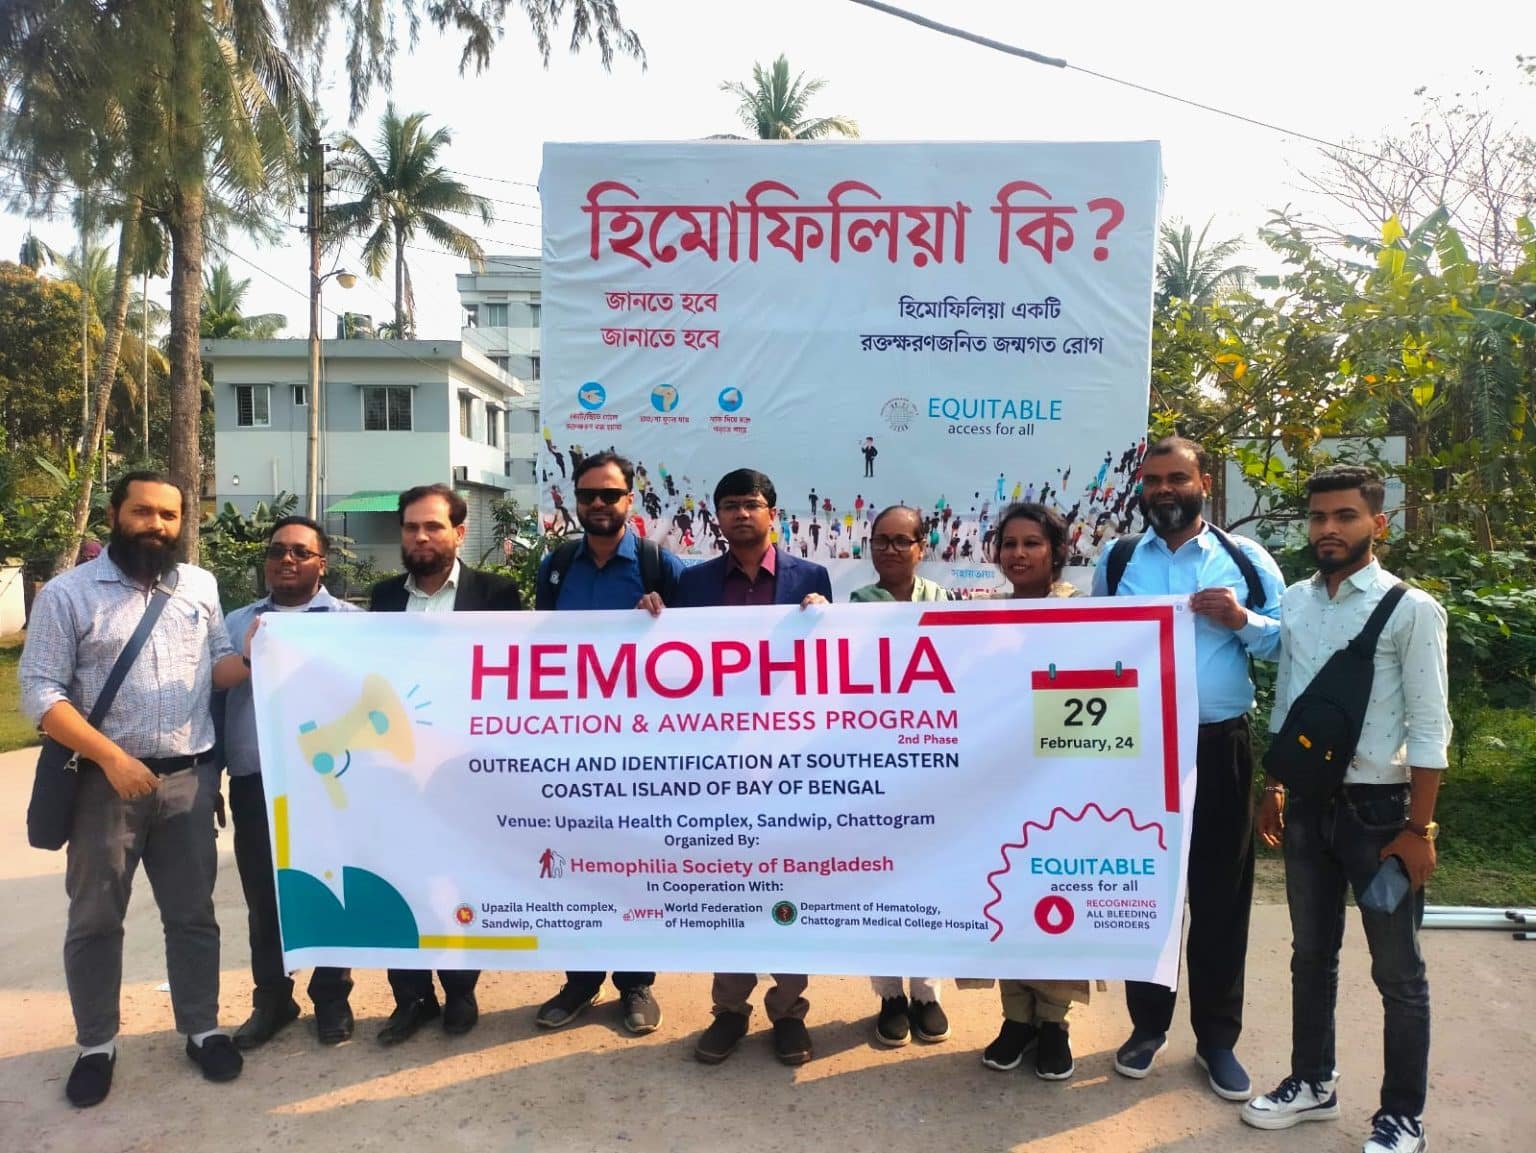 হিমোফিলিয়া কি?
জানতে হবে
জানাতে হবে
হিমোফিলিয়া একটি
রক্তক্ষরণজনিত জন্মগত রোগ
EQUITABLE
access for all
HEMOPHILIA
EDUCATION & AWARENESS PROGRAM
2nd Phase
OUTREACH AND IDENTIFICATION AT SOUTHEASTERN
COASTAL ISLAND OF BAY OF BENGAL
Venue: Upazila Health Complex, Sandwip, Chattogram
Organized By:
Hemophilia Society of Bangladesh
In Cooperation With:
Upazila Health complex,
Sandwip, Chattogram
WFH
World Federation
of Hemophilia
Department of Hematology,
Chattogram Medical College Hospital
29
February, 24
EQUITABLE
access for all
RECOGNIZING
ALL BLEEDING
DISORDERS